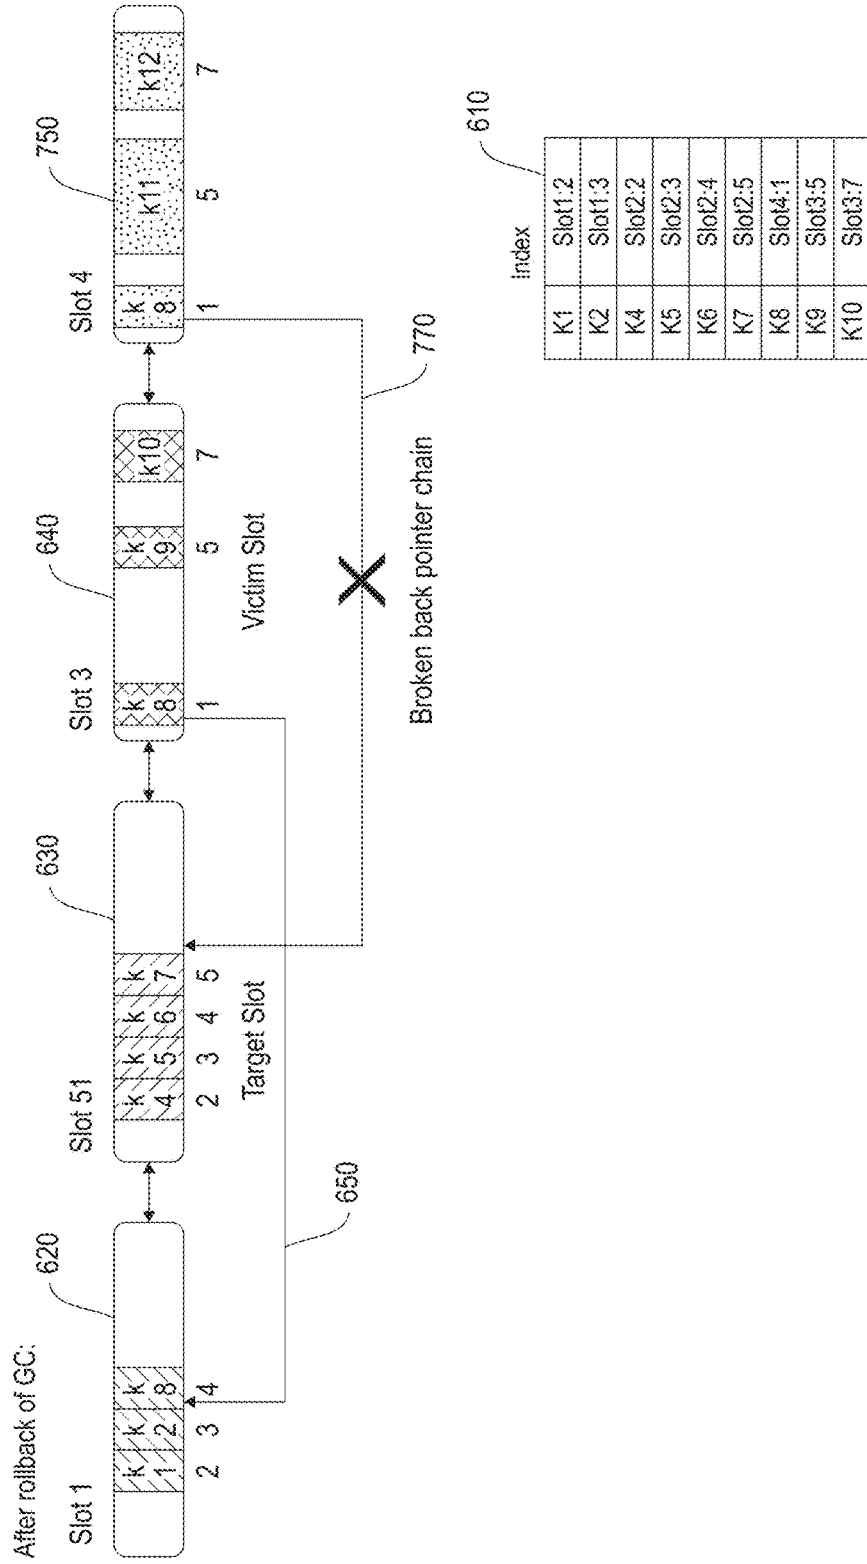 After rollback of GC:
Slot 1
620
k 1
k 2
k 8
2 3 4
650
Slot 51
630
k 4
k 5
k 6
k 7
2 3 4 5
Target Slot
Slot 3
640
k 8
k 9
k10
1 5 7
Victim Slot
Slot 4
750
k 8
k11
k12
1 5 7
770
Broken back pointer chain
Index
610
K1 Slot1:2
K2 Slot1:3
K4 Slot2:2
K5 Slot2:3
K6 Slot2:4
K7 Slot2:5
K8 Slot4:1
K9 Slot3:5
K10 Slot3:7